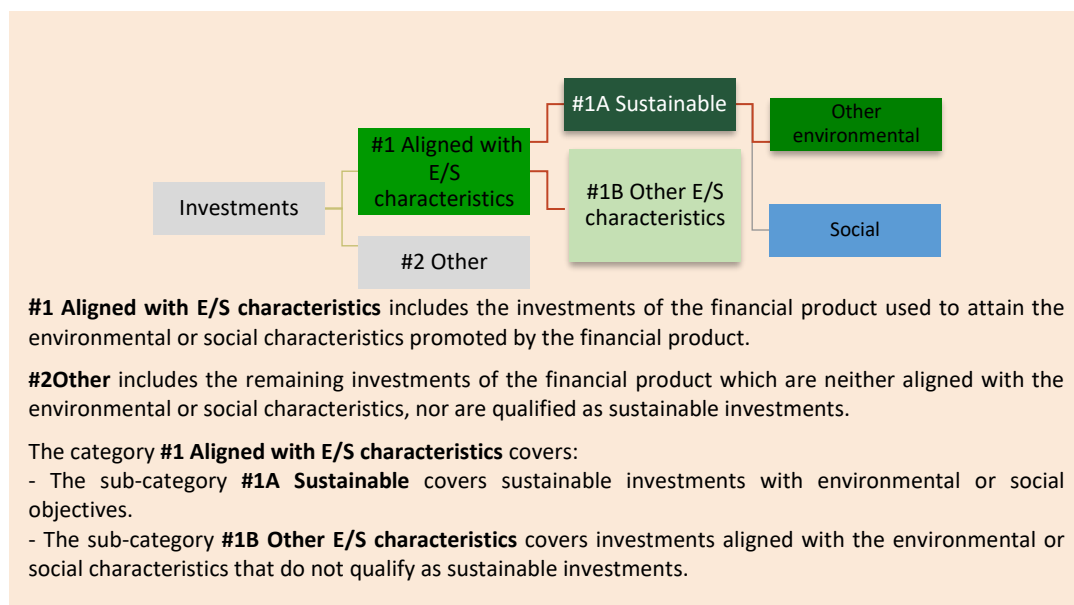 #1A Sustainable
Other
environmental
#1 Aligned with
E/S
characteristics
#1B Other E/S
characteristics
Investments
Social
#2 Other
#1 Aligned with E/S characteristics includes the investments of the financial product used to attain the
environmental or social characteristics promoted by the financial product.
#2Other includes the remaining investments of the financial product which are neither aligned with the
environmental or social characteristics, nor are qualified as sustainable investments.
The category #1 Aligned with E/S characteristics covers:
- The sub-category #1A Sustainable covers sustainable investments with environmental or social
objectives.
- The sub-category #1B Other E/S characteristics covers investments aligned with the environmental or
social characteristics that do not qualify as sustainable investments.